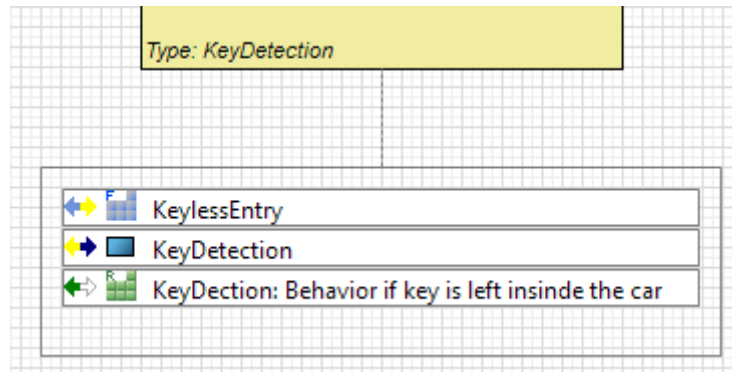 Type: KeyDetection
F
KeylessEntry
KeyDetection
R
KeyDection: Behavior if key is left insinde the car